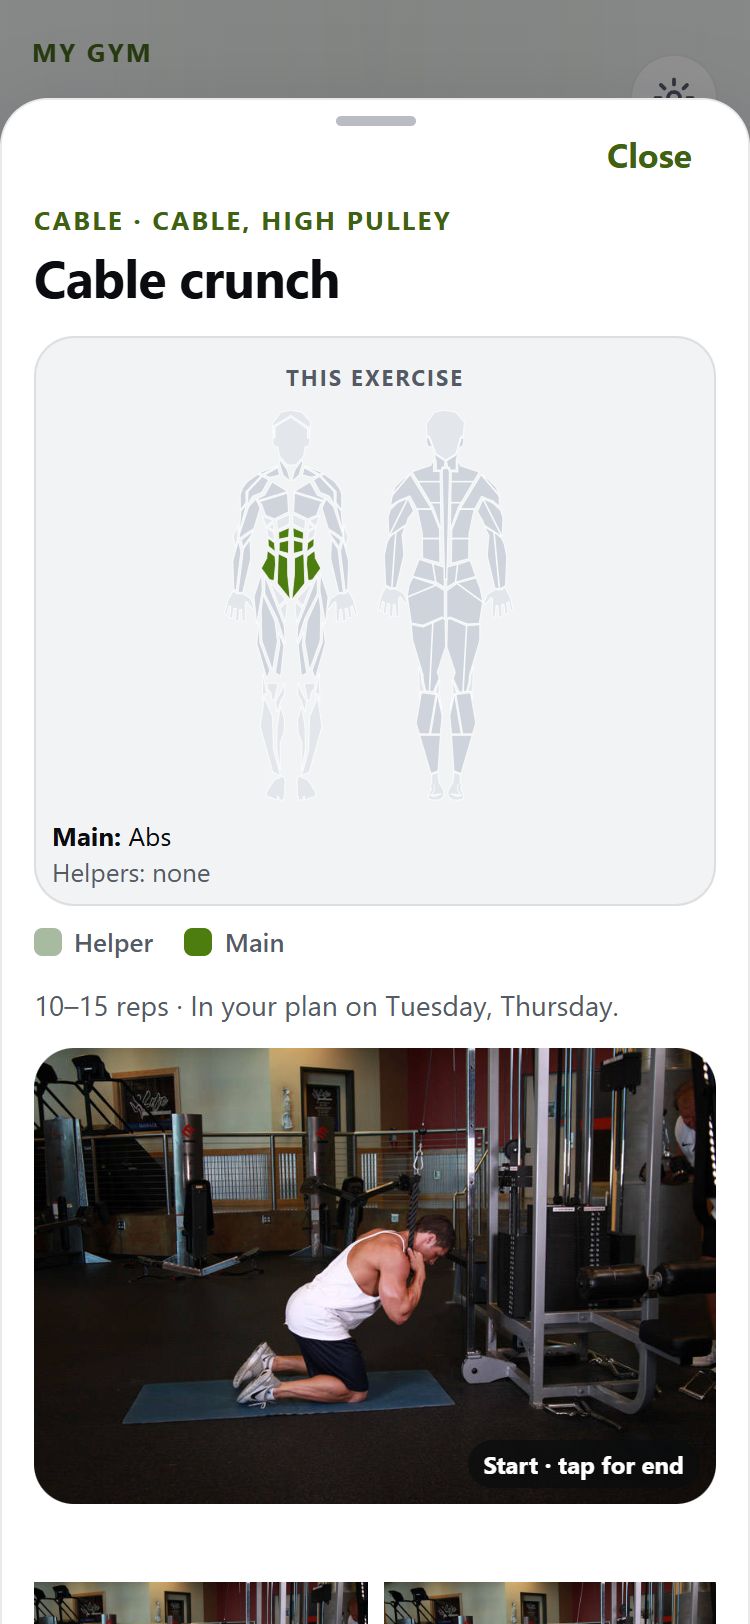 MY GYM
Close
CABLE · CABLE, HIGH PULLEY
Cable crunch
THIS EXERCISE
Main: Abs
Helpers: none
Helper
Main
10–15 reps · In your plan on Tuesday, Thursday.
Start · tap for end